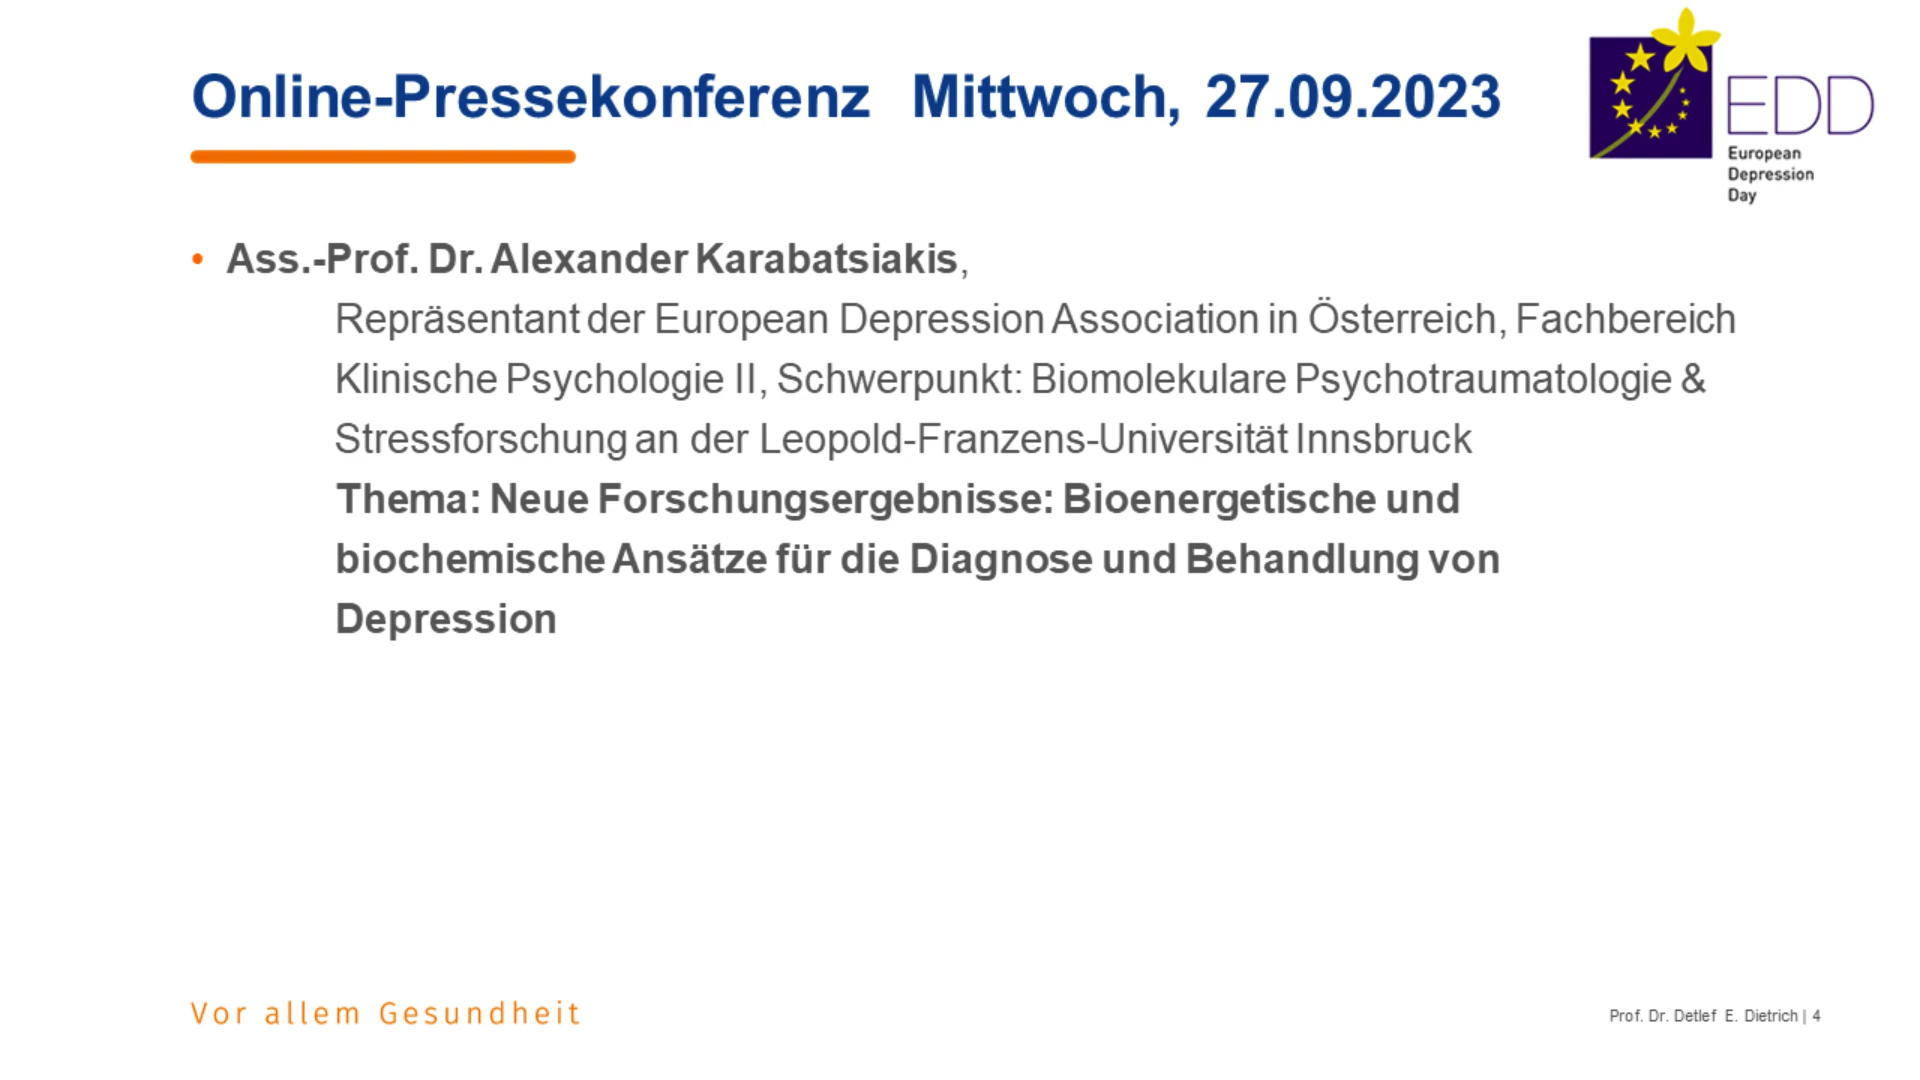 Online-Pressekonferenz Mittwoch, 27.09.2023
EDD
European
Depression
Day
• Ass.-Prof. Dr. Alexander Karabatsiakis,
Repräsentant der European Depression Association in Österreich, Fachbereich
Klinische Psychologie II, Schwerpunkt: Biomolekulare Psychotraumatologie &
Stressforschung an der Leopold-Franzens-Universität Innsbruck
Thema: Neue Forschungsergebnisse: Bioenergetische und
biochemische Ansätze für die Diagnose und Behandlung von
Depression
Vor allem Gesundheit
Prof. Dr. Detlef E. Dietrich | 4